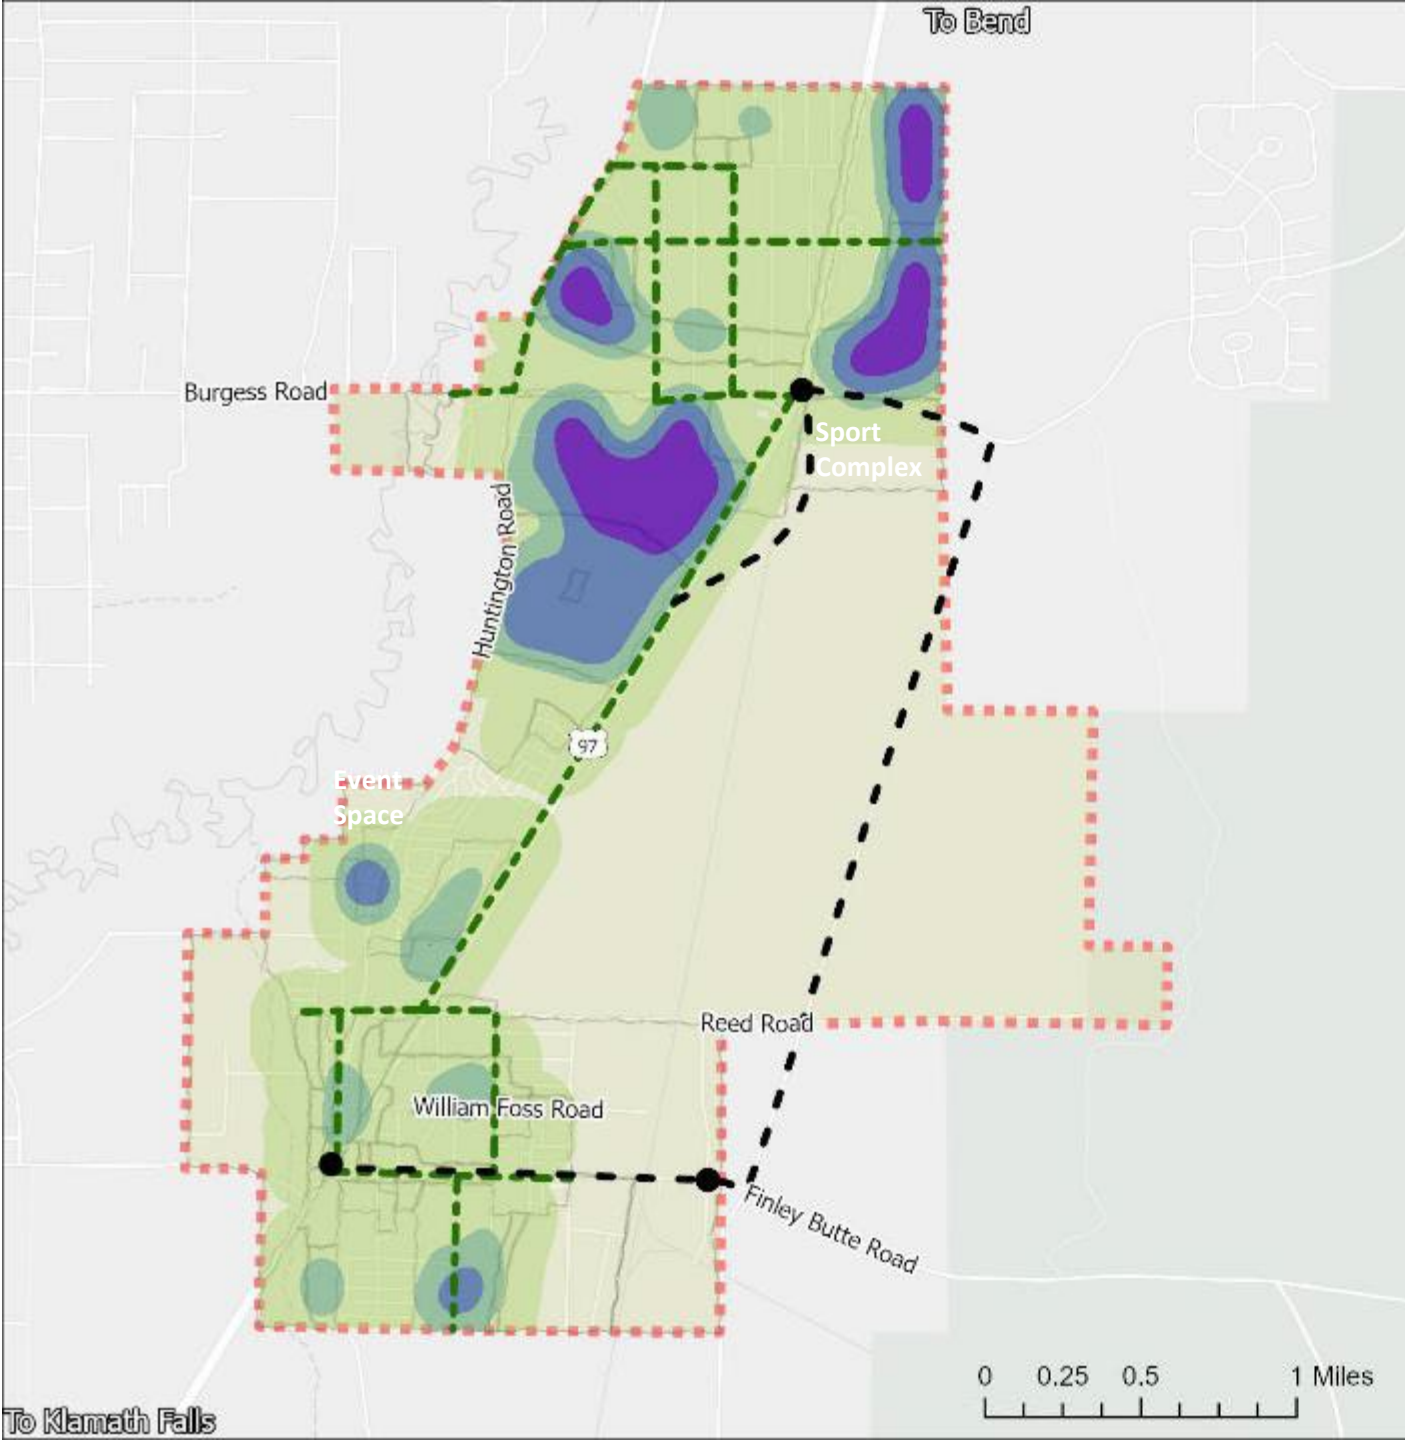 To Bend
Burgess Road
Sport
Complex
Huntington Road
97
Event
Space
Reed Road
William Foss Road
Finley Butte Road
0 0.25 0.5 1 Miles
To Klamath Falls